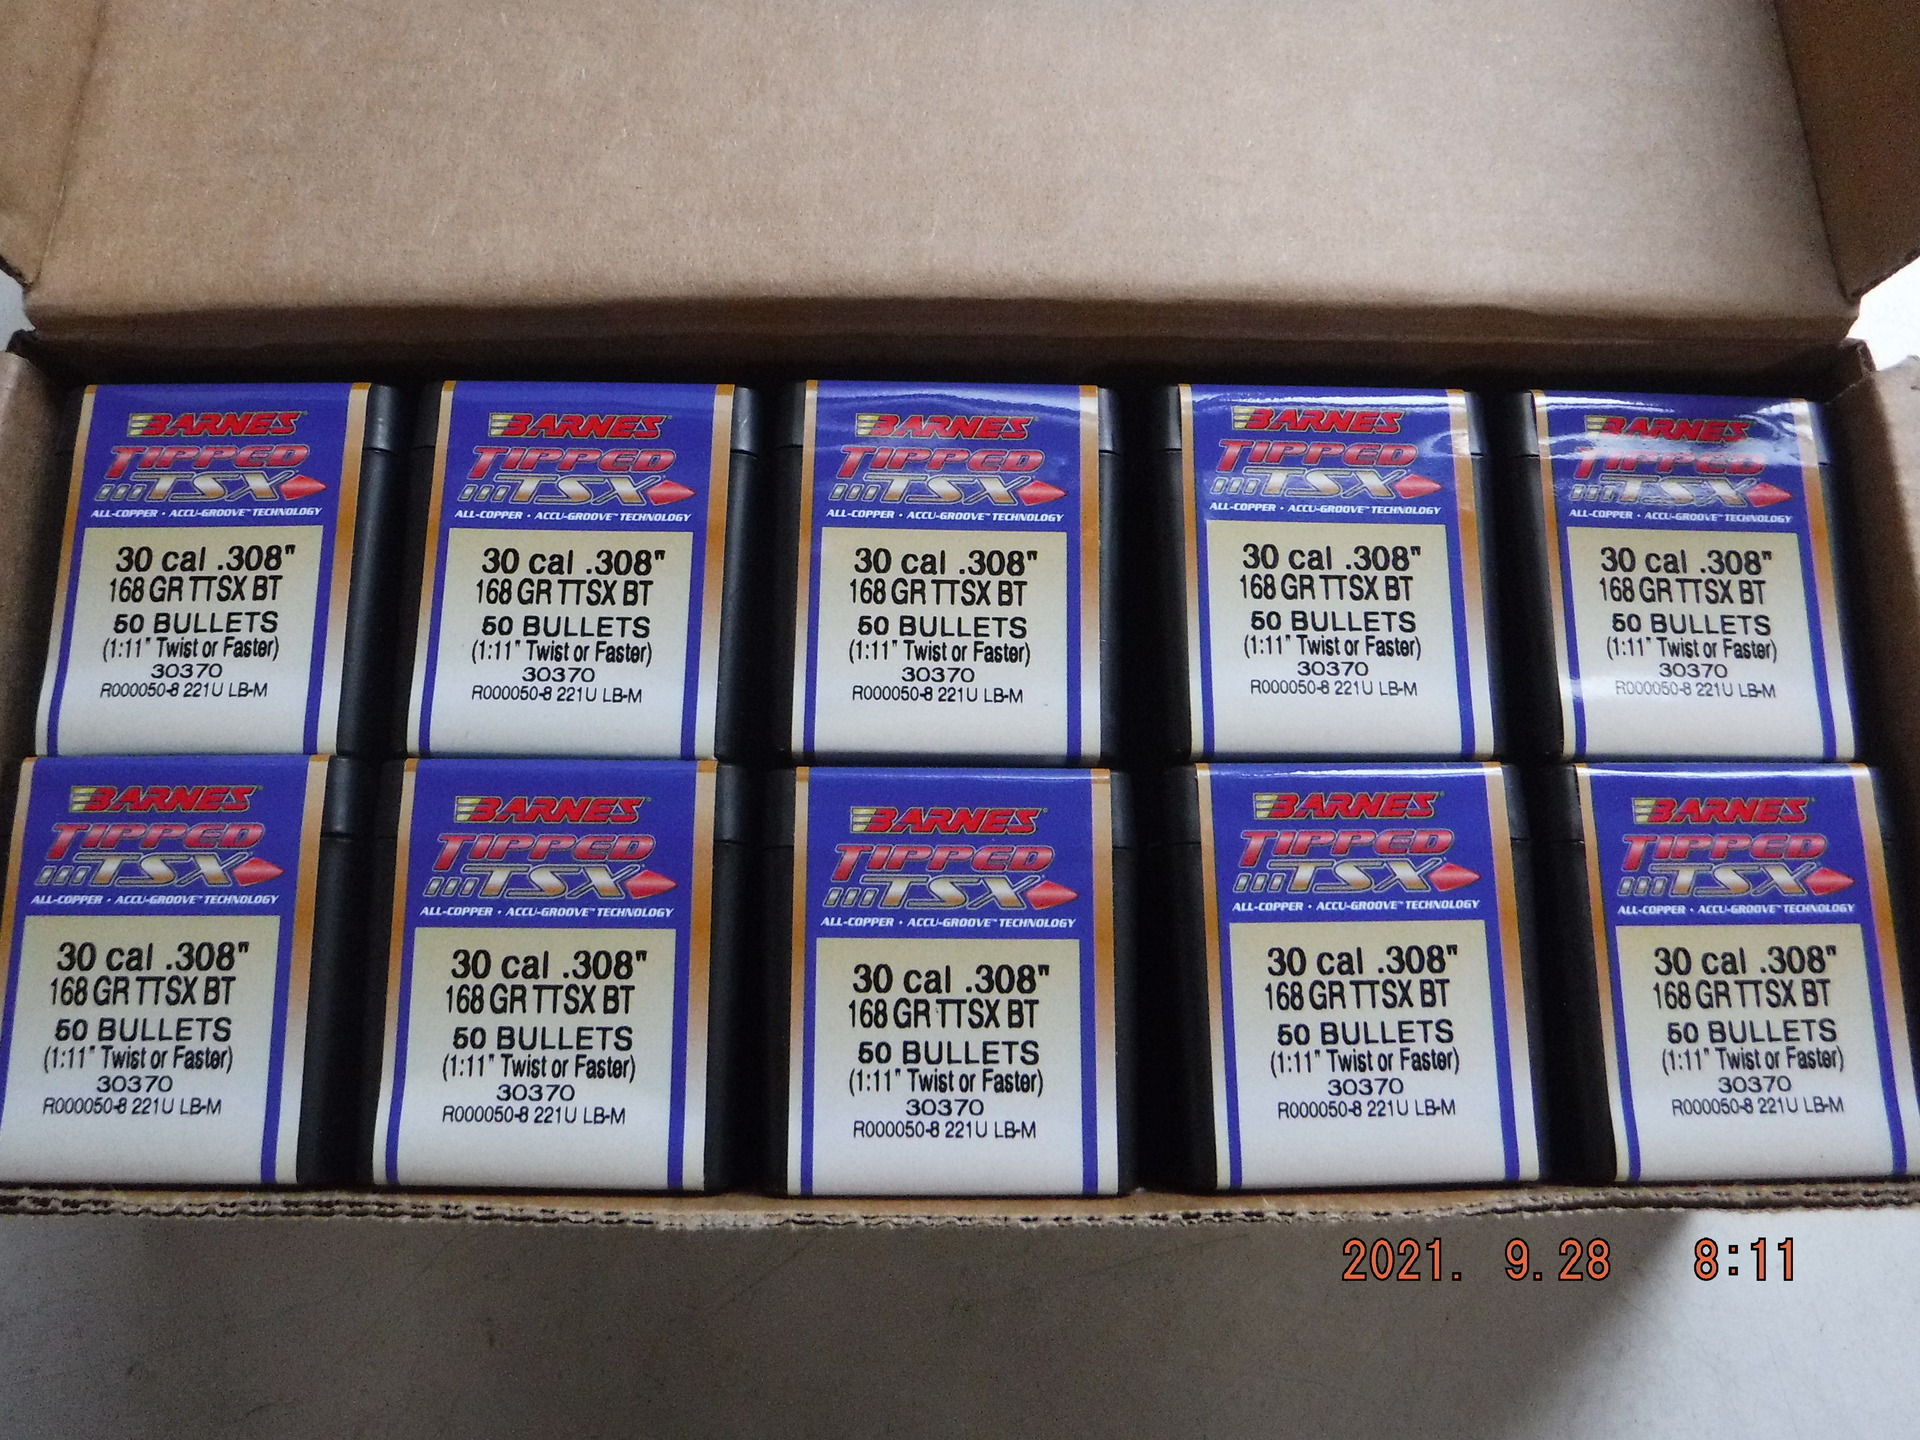 BARNES
TIPPED
TSX
ALL-COPPER • ACCU-GROOVE™ TECHNOLOGY
30 cal .308"
168 GR TTSX BT
50 BULLETS
(1:11" Twist or Faster)
30370
R000050-8 221U LB-M
BARNES
TIPPED
TSX
ALL-COPPER • ACCU-GROOVE™ TECHNOLOGY
30 cal .308"
168 GR TTSX BT
50 BULLETS
(1:11" Twist or Faster)
30370
R000050-8 221U LB-M
BARNES
TIPPED
TSX
ALL-COPPER • ACCU-GROOVE™ TECHNOLOGY
30 cal .308"
168 GR TTSX BT
50 BULLETS
(1:11" Twist or Faster)
30370
R000050-8 221U LB-M
BARNES
TIPPED
TSX
ALL-COPPER • ACCU-GROOVE™ TECHNOLOGY
30 cal .308"
168 GR TTSX BT
50 BULLETS
(1:11" Twist or Faster)
30370
R000050-8 221U LB-M
BARNES
TIPPED
TSX
ALL-COPPER • ACCU-GROOVE™ TECHNOLOGY
30 cal .308"
168 GR TTSX BT
50 BULLETS
(1:11" Twist or Faster)
30370
R000050-8 221U LB-M
BARNES
TIPPED
TSX
ALL-COPPER • ACCU-GROOVE™ TECHNOLOGY
30 cal .308"
168 GR TTSX BT
50 BULLETS
(1:11" Twist or Faster)
30370
R000050-8 221U LB-M
BARNES
TIPPED
TSX
ALL-COPPER • ACCU-GROOVE™ TECHNOLOGY
30 cal .308"
168 GR TTSX BT
50 BULLETS
(1:11" Twist or Faster)
30370
R000050-8 221U LB-M
BARNES
TIPPED
TSX
ALL-COPPER • ACCU-GROOVE™ TECHNOLOGY
30 cal .308"
168 GR TTSX BT
50 BULLETS
(1:11" Twist or Faster)
30370
R000050-8 221U LB-M
BARNES
TIPPED
TSX
ALL-COPPER • ACCU-GROOVE™ TECHNOLOGY
30 cal .308"
168 GR TTSX BT
50 BULLETS
(1:11" Twist or Faster)
30370
R000050-8 221U LB-M
BARNES
TIPPED
TSX
ALL-COPPER • ACCU-GROOVE™ TECHNOLOGY
30 cal .308"
168 GR TTSX BT
50 BULLETS
(1:11" Twist or Faster)
30370
R000050-8 221U LB-M
2021. 9.28 8:11